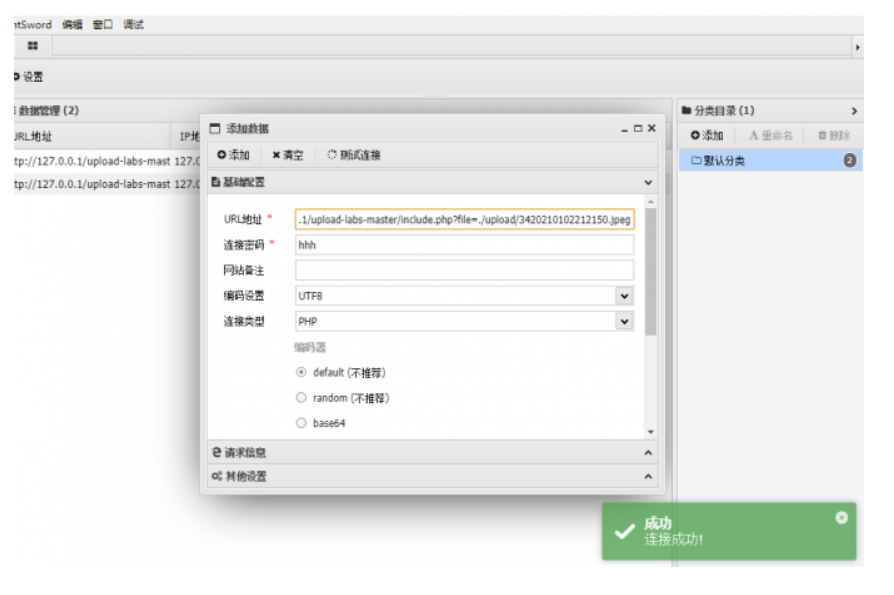 ntSword 编辑 窗口 调试
设置
数据管理 (2)
URL地址 IP地
tp://127.0.0.1/upload-labs-mast 127.0
tp://127.0.0.1/upload-labs-mast 127.0
添加数据
添加 清空 测试连接
基础配置
URL地址 * .1/upload-labs-master/include.php?file=./upload/3420210102212150.jpeg
连接密码 * hhh
网站备注
编码设置 UTF8
连接类型 PHP
编码器
default (不推荐)
random (不推荐)
base64
请求信息
其他设置
分类目录 (1)
添加 A 重命名 删除
默认分类 2
成功
连接成功!